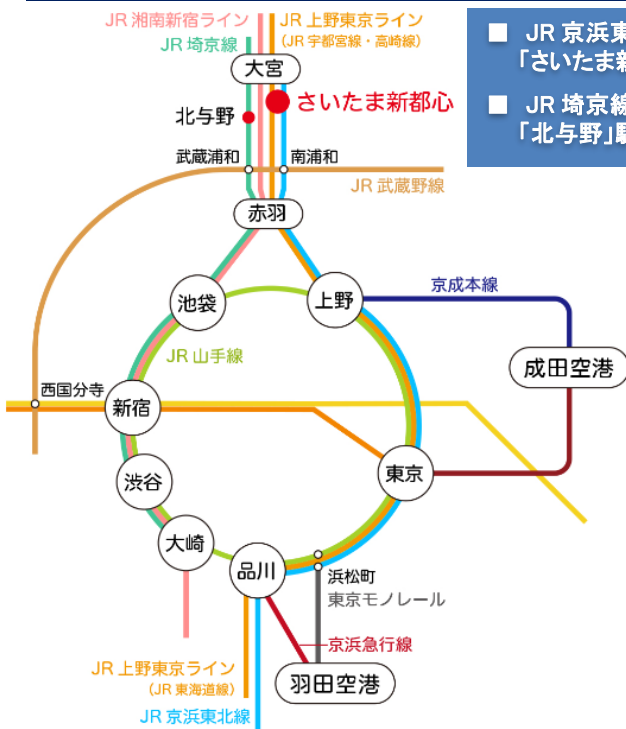 JR 湘南新宿ライン
JR 上野東京ライン
(JR 宇都宮線・高崎線)
JR 埼京線
■ JR 京浜東
「さいたま新
■ JR 埼京線
「北与野」駅
大宮
さいたま新都心
北与野
武蔵浦和
南浦和
JR 武蔵野線
赤羽
池袋
上野
京成本線
JR 山手線
成田空港
西国分寺
新宿
渋谷
東京
大崎
品川
浜松町
東京モノレール
京浜急行線
JR 上野東京ライン
(JR 東海道線)
羽田空港
JR 京浜東北線